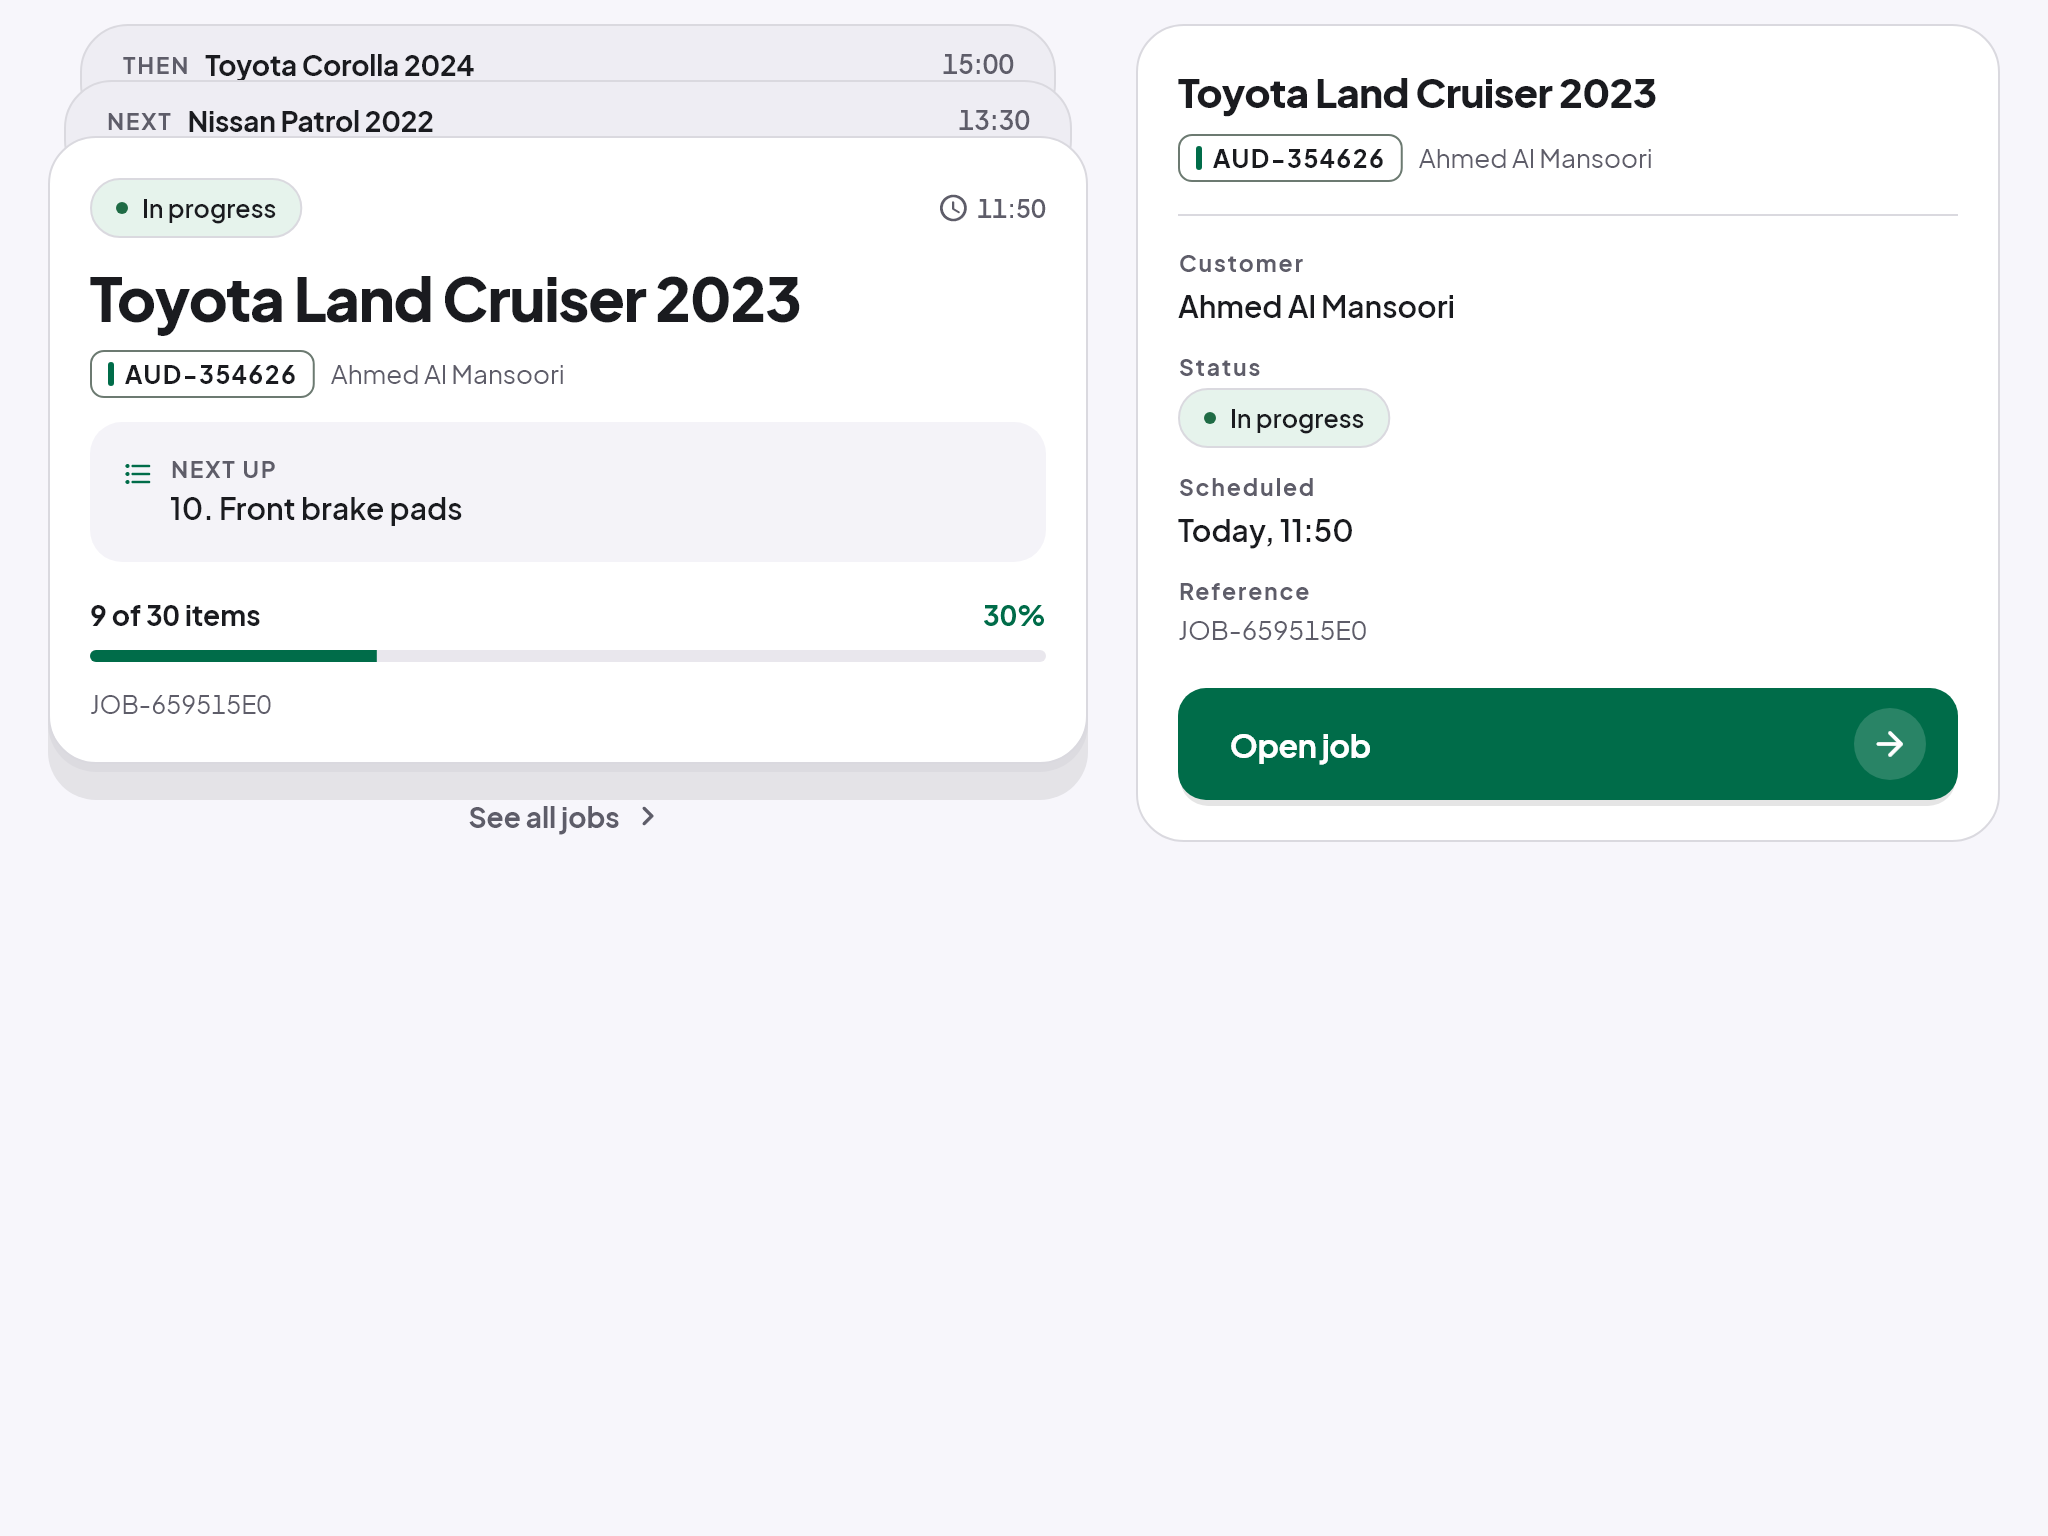 THEN Toyota Corolla 2024 15:00
NEXT Nissan Patrol 2022 13:30
In progress 11:50
Toyota Land Cruiser 2023
AUD-354626 Ahmed Al Mansoori
NEXT UP
10. Front brake pads
9 of 30 items 30%
JOB-659515E0
See all jobs
Toyota Land Cruiser 2023
AUD-354626 Ahmed Al Mansoori
Customer
Ahmed Al Mansoori
Status
In progress
Scheduled
Today, 11:50
Reference
JOB-659515E0
Open job